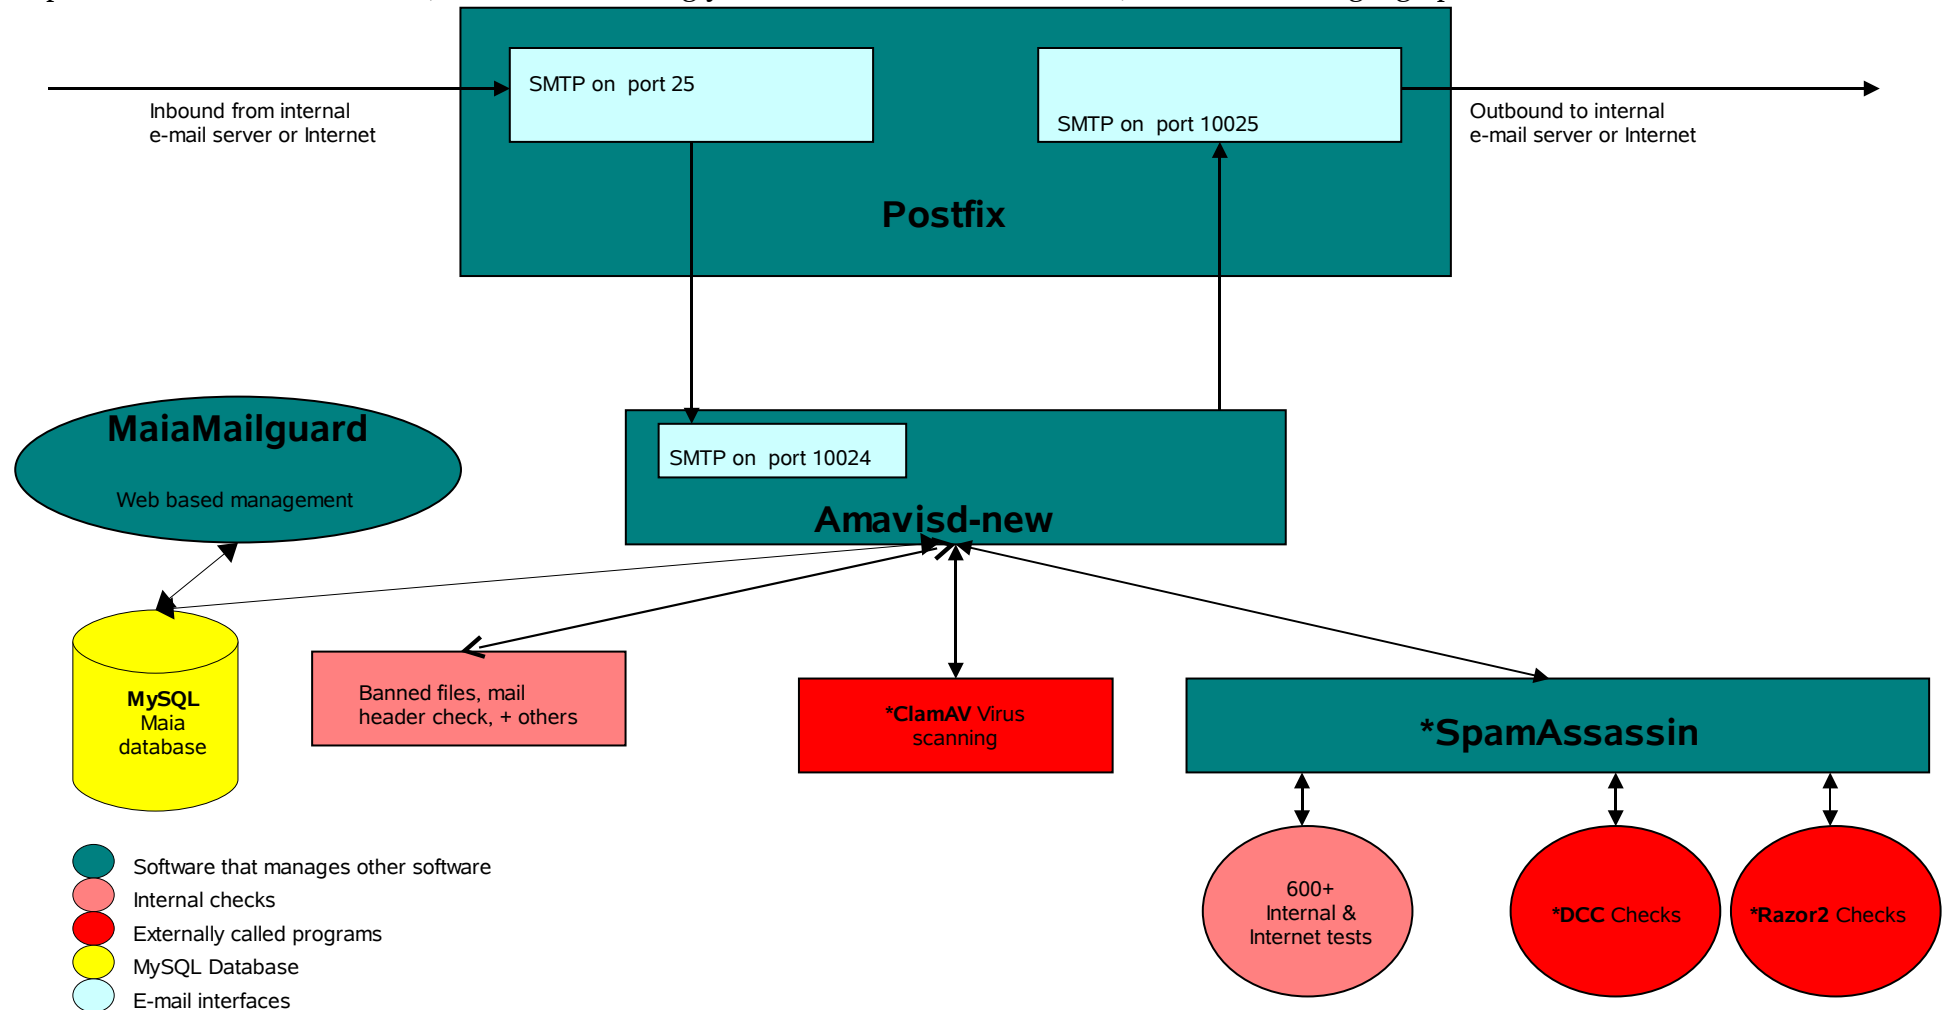 SMTP on port 25
SMTP on port 10025
Inbound from internal
e-mail server or Internet
Outbound to internal
e-mail server or Internet
Postfix
MaiaMailguard
Web based management
SMTP on port 10024
Amavisd-new
MySQL
Maia
database
Banned files, mail
header check, + others
*ClamAV Virus
scanning
*SpamAssassin
600+
Internal &
Internet tests
*DCC Checks
*Razor2 Checks
Software that manages other software
Internal checks
Externally called programs
MySQL Database
E-mail interfaces